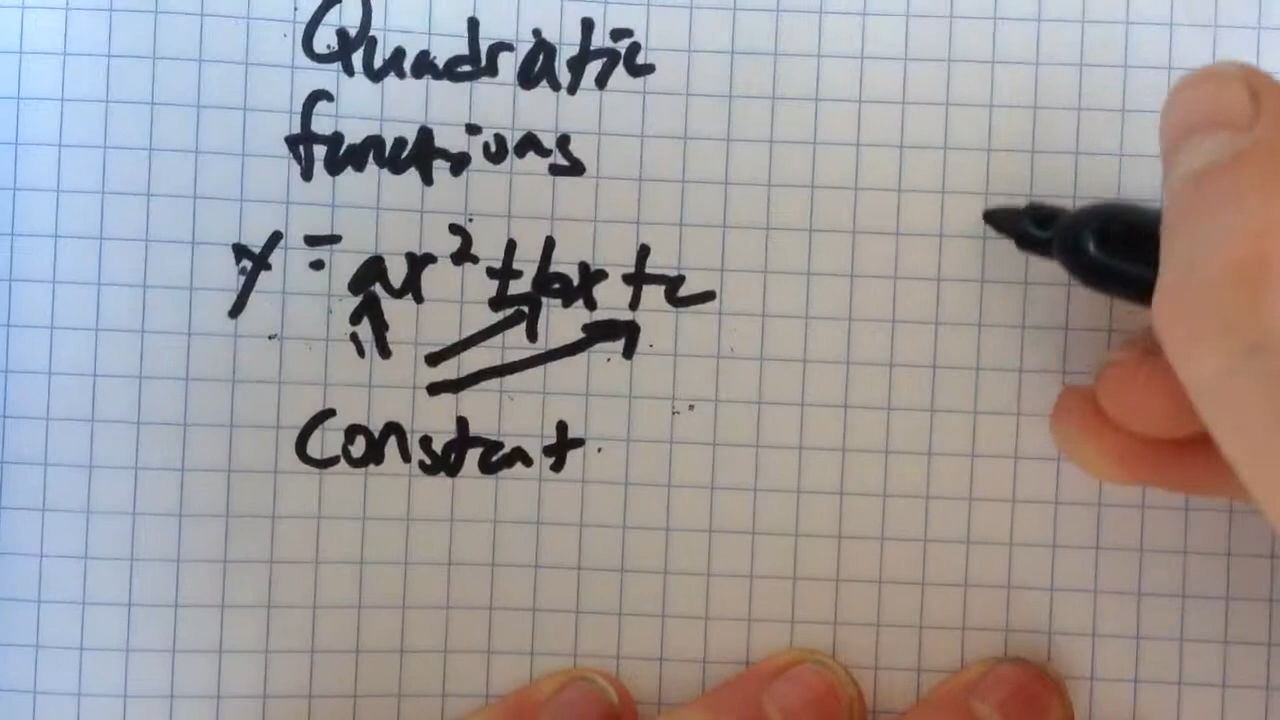 Quadratic
functions
y = ax² + bx + c
constant